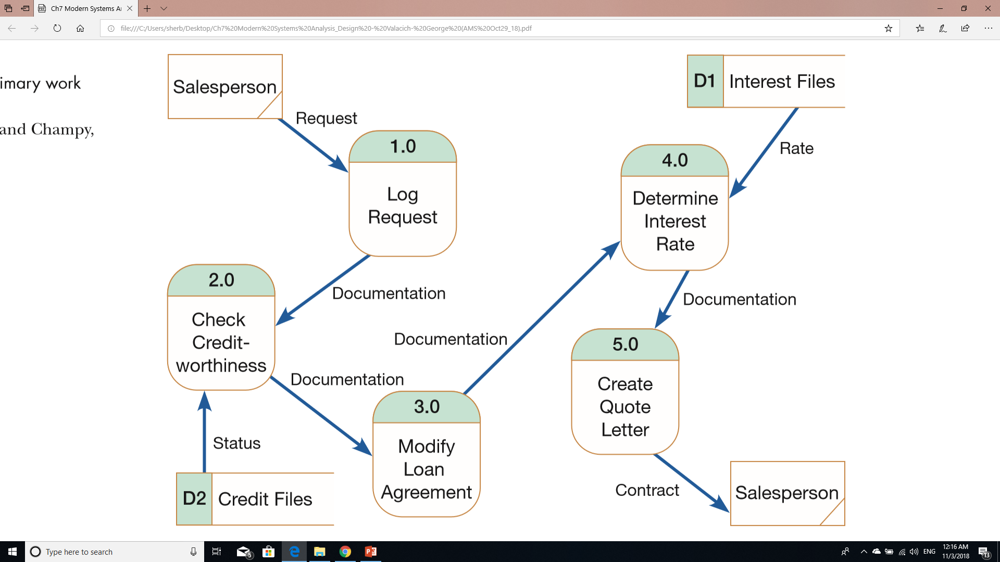 Ch7 Modern Systems A
file:///C:/Users/sherb/Desktop/Ch7%20Modern%20Systems%20Analysis_Design%20-%20Valacich-%20George%20(AMS%20Oct29_18).pdf
imary work
and Champy,
Salesperson
Request
1.0
Log
Request
Documentation
2.0
Check
Credit-
worthiness
Status
D2 Credit Files
Documentation
3.0
Modify
Loan
Agreement
Documentation
D1 Interest Files
Rate
4.0
Determine
Interest
Rate
Documentation
5.0
Create
Quote
Letter
Contract
Salesperson
Type here to search
5
ENG
12:16 AM
11/3/2018
13